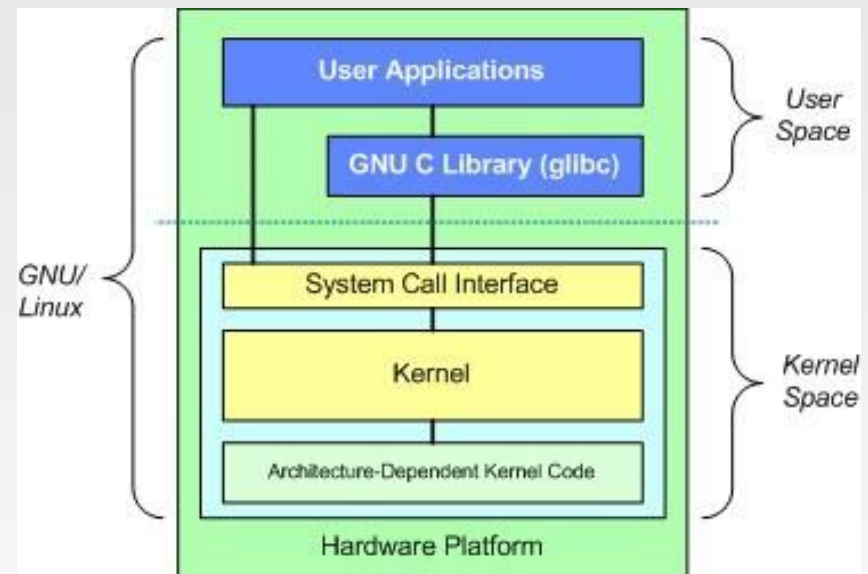 User Applications
GNU C Library (glibc)
User
Space
GNU/
Linux
System Call Interface
Kernel
Architecture-Dependent Kernel Code
Kernel
Space
Hardware Platform